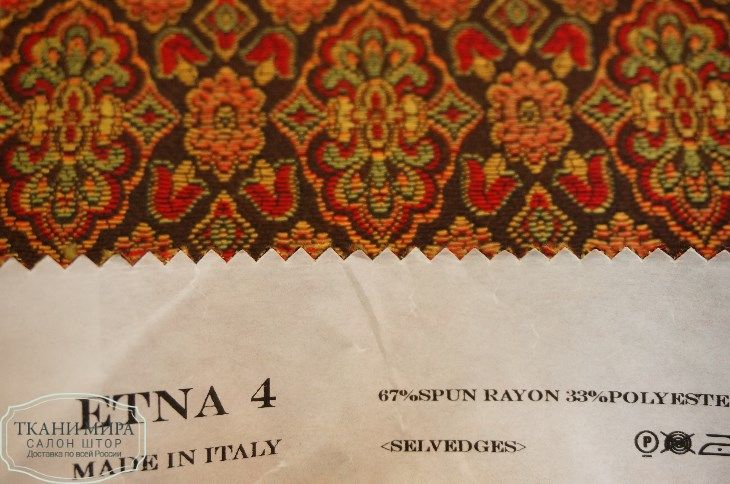 ETNA 4
67%SPUN RAYON 33%POLYESTE
ТКАНИ МИРА
САЛОН ШТОР
Доставка по всей России
MADE IN ITALY
<SELVEDGES>
P